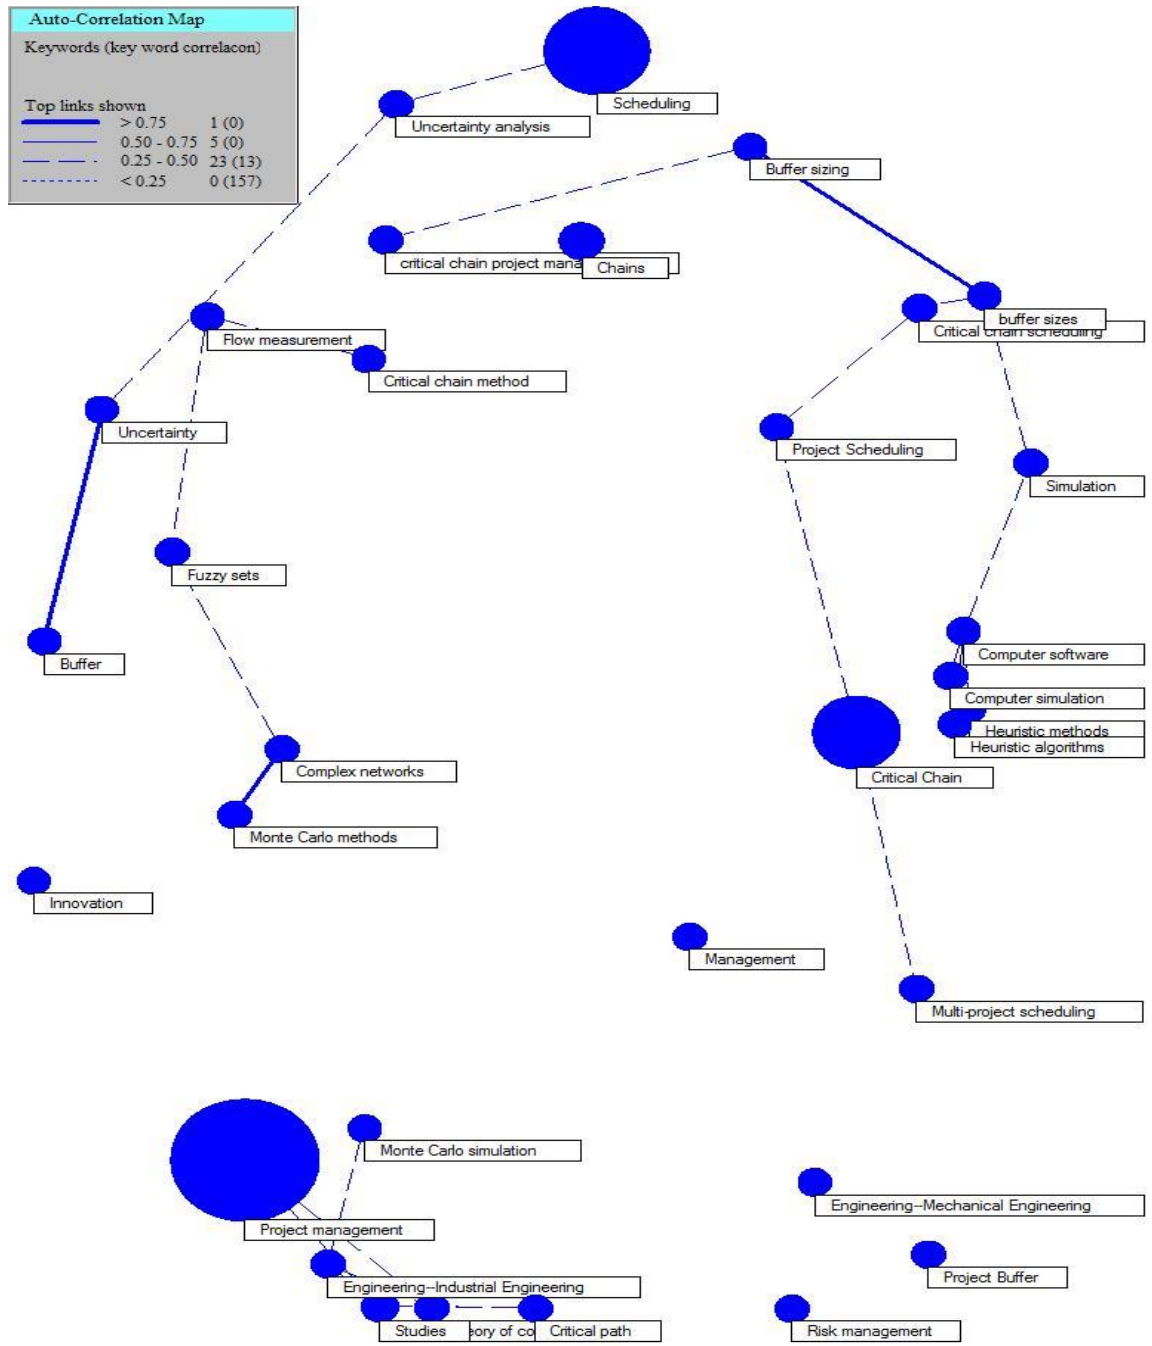 Auto-Correlation Map
Keywords (key word correlacon)
Top links shown
> 0.75 1 (0)
0.50 - 0.75 5 (0)
0.25 - 0.50 23 (13)
< 0.25 0 (157)
Scheduling
Uncertainty analysis
Buffer sizing
critical chain project mana
Chains
buffer sizes
Critical chain scheduling
Flow measurement
Critical chain method
Uncertainty
Project Scheduling
Simulation
Fuzzy sets
Buffer
Computer software
Computer simulation
Heuristic methods
Heuristic algorithms
Complex networks
Critical Chain
Monte Carlo methods
Innovation
Management
Multi-project scheduling
Monte Carlo simulation
Engineering--Mechanical Engineering
Project management
Project Buffer
Engineering--Industrial Engineering
Studies
eory of co
Critical path
Risk management